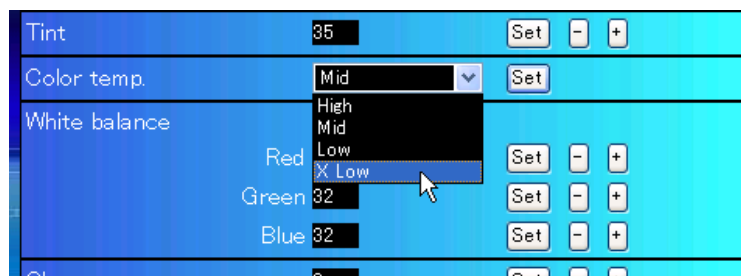 Tint 35 Set - +
Color temp. Mid Set
High
White balance Mid
Low
Red X Low Set - +
Green 32 Set - +
Blue 32 Set - +